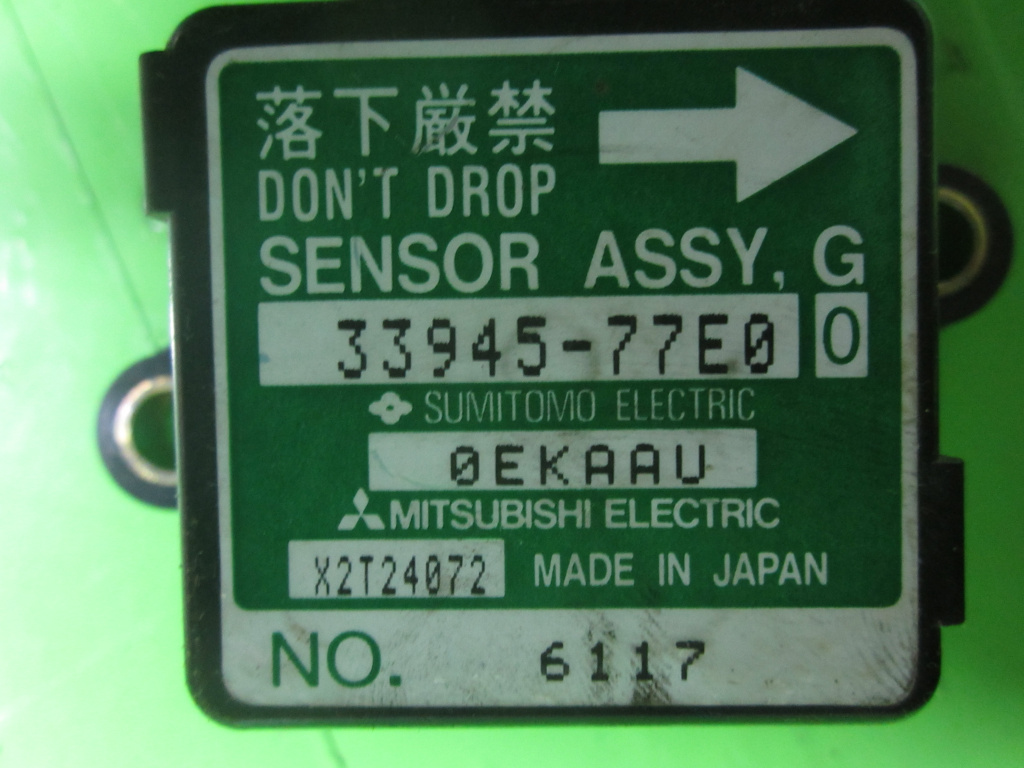 落下厳禁
DON'T DROP
SENSOR ASSY, G
33945-77E0 0
SUMITOMO ELECTRIC
0EKAAU
MITSUBISHI ELECTRIC
X2T24072 MADE IN JAPAN
NO. 6117